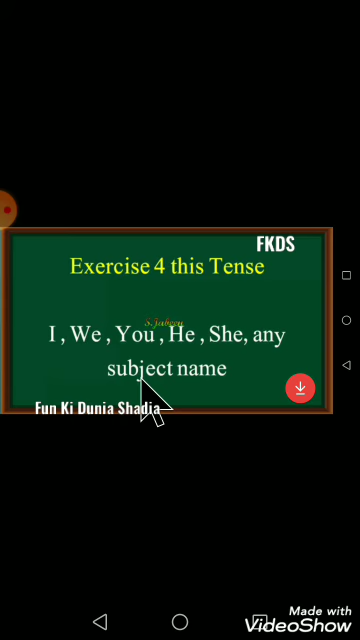 FKDS
Exercise 4 this Tense
S.jabeen
I , We , You , He , She, any
subject name
Fun Ki Dunia Shadia
Made with
VideoShow